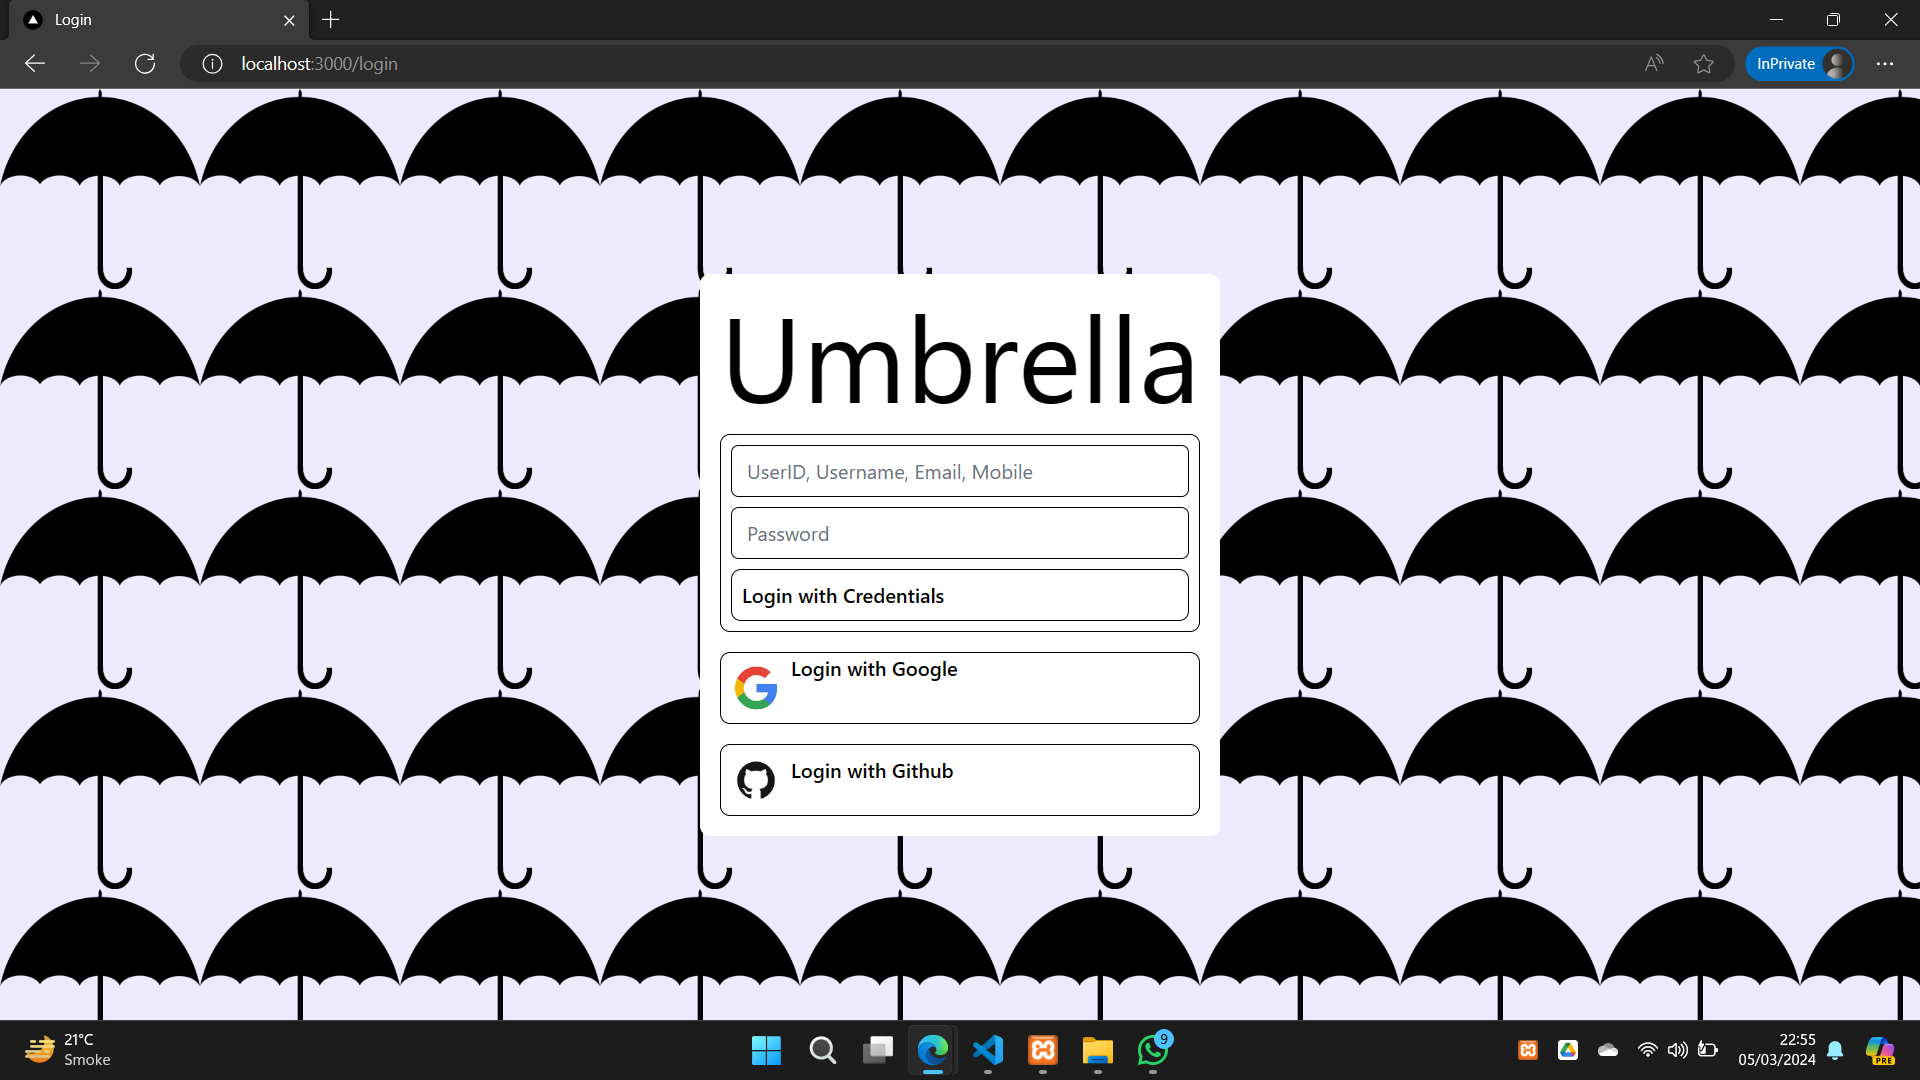 Login
localhost:3000/login
InPrivate
Umbrella
UserID, Username, Email, Mobile
Password
Login with Credentials
Login with Google
Login with Github
21°C
Smoke
9
22:55
05/03/2024
PRE